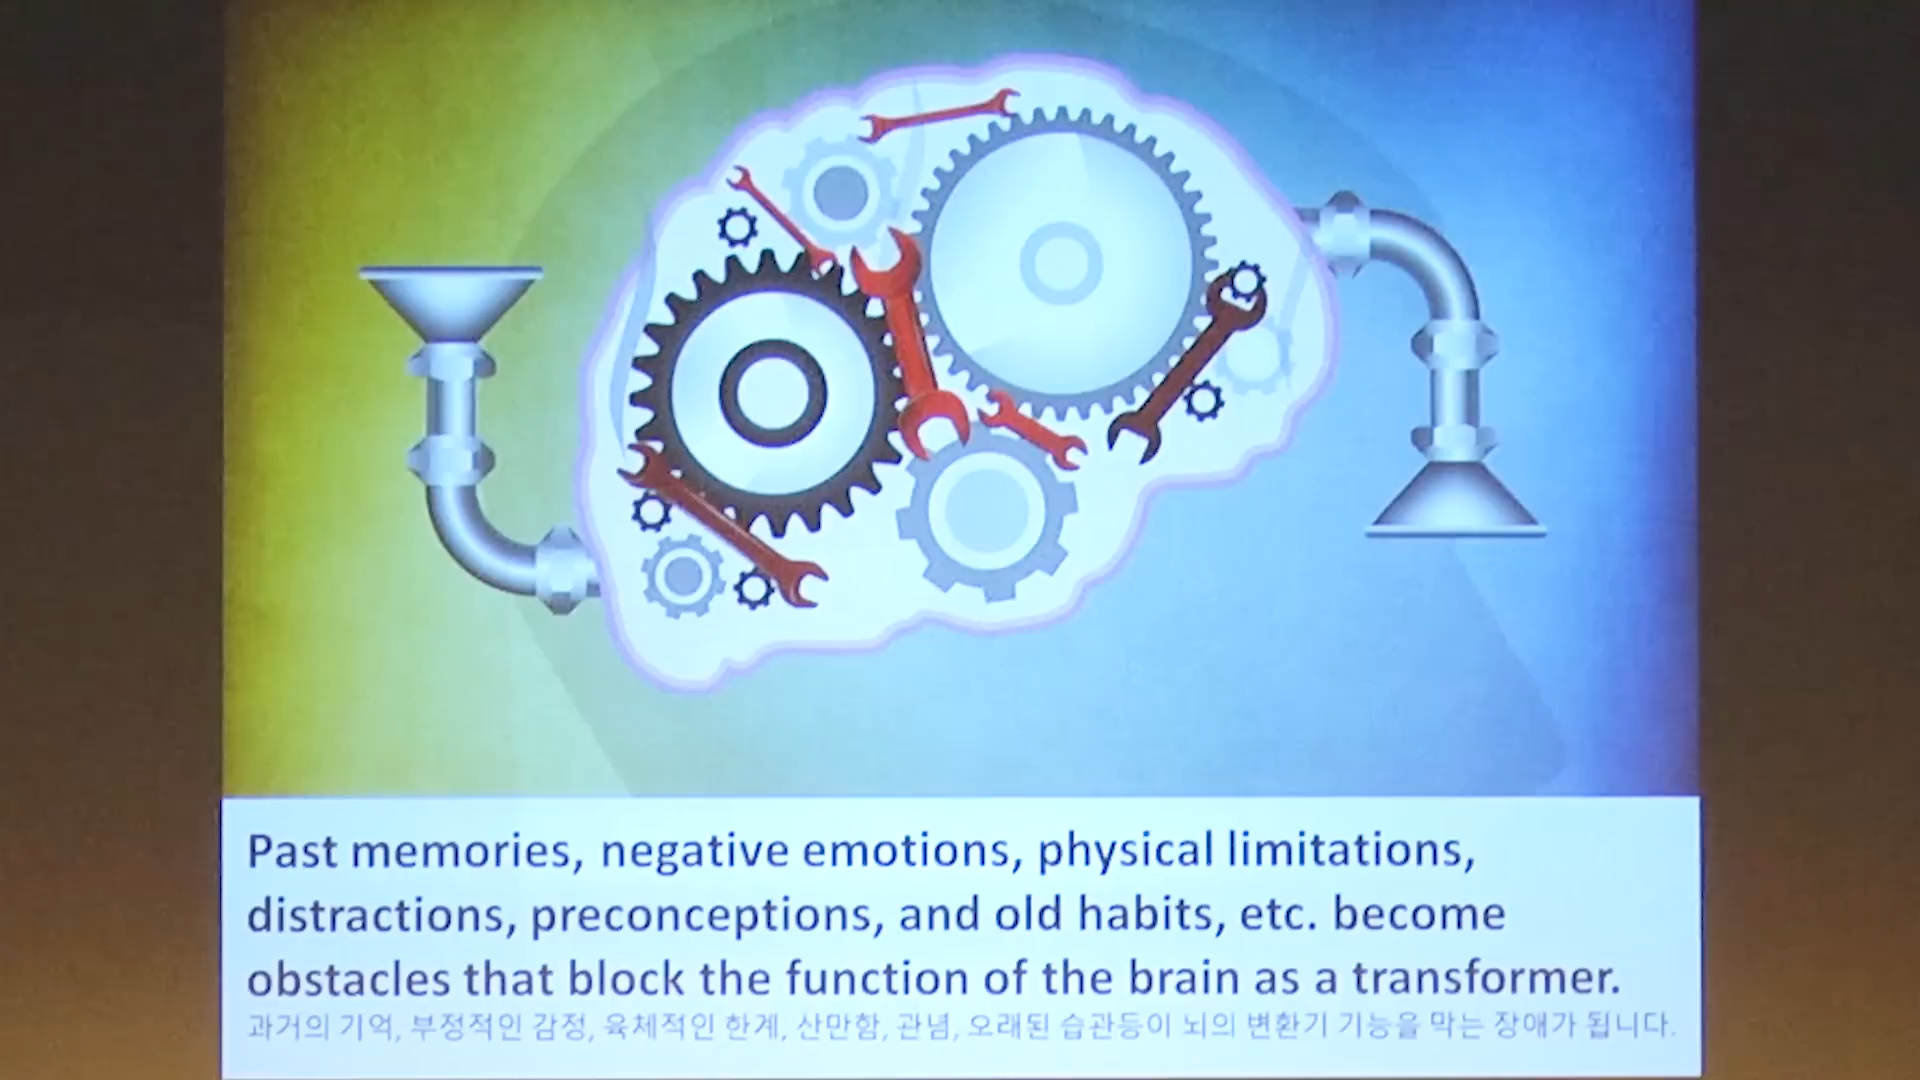 Past memories, negative emotions, physical limitations,
distractions, preconceptions, and old habits, etc. become
obstacles that block the function of the brain as a transformer.
과거의 기억, 부정적인 감정, 육체적인 한계, 산만함, 관념, 오래된 습관등이 뇌의 변환기 기능을 막는 장애가 됩니다.